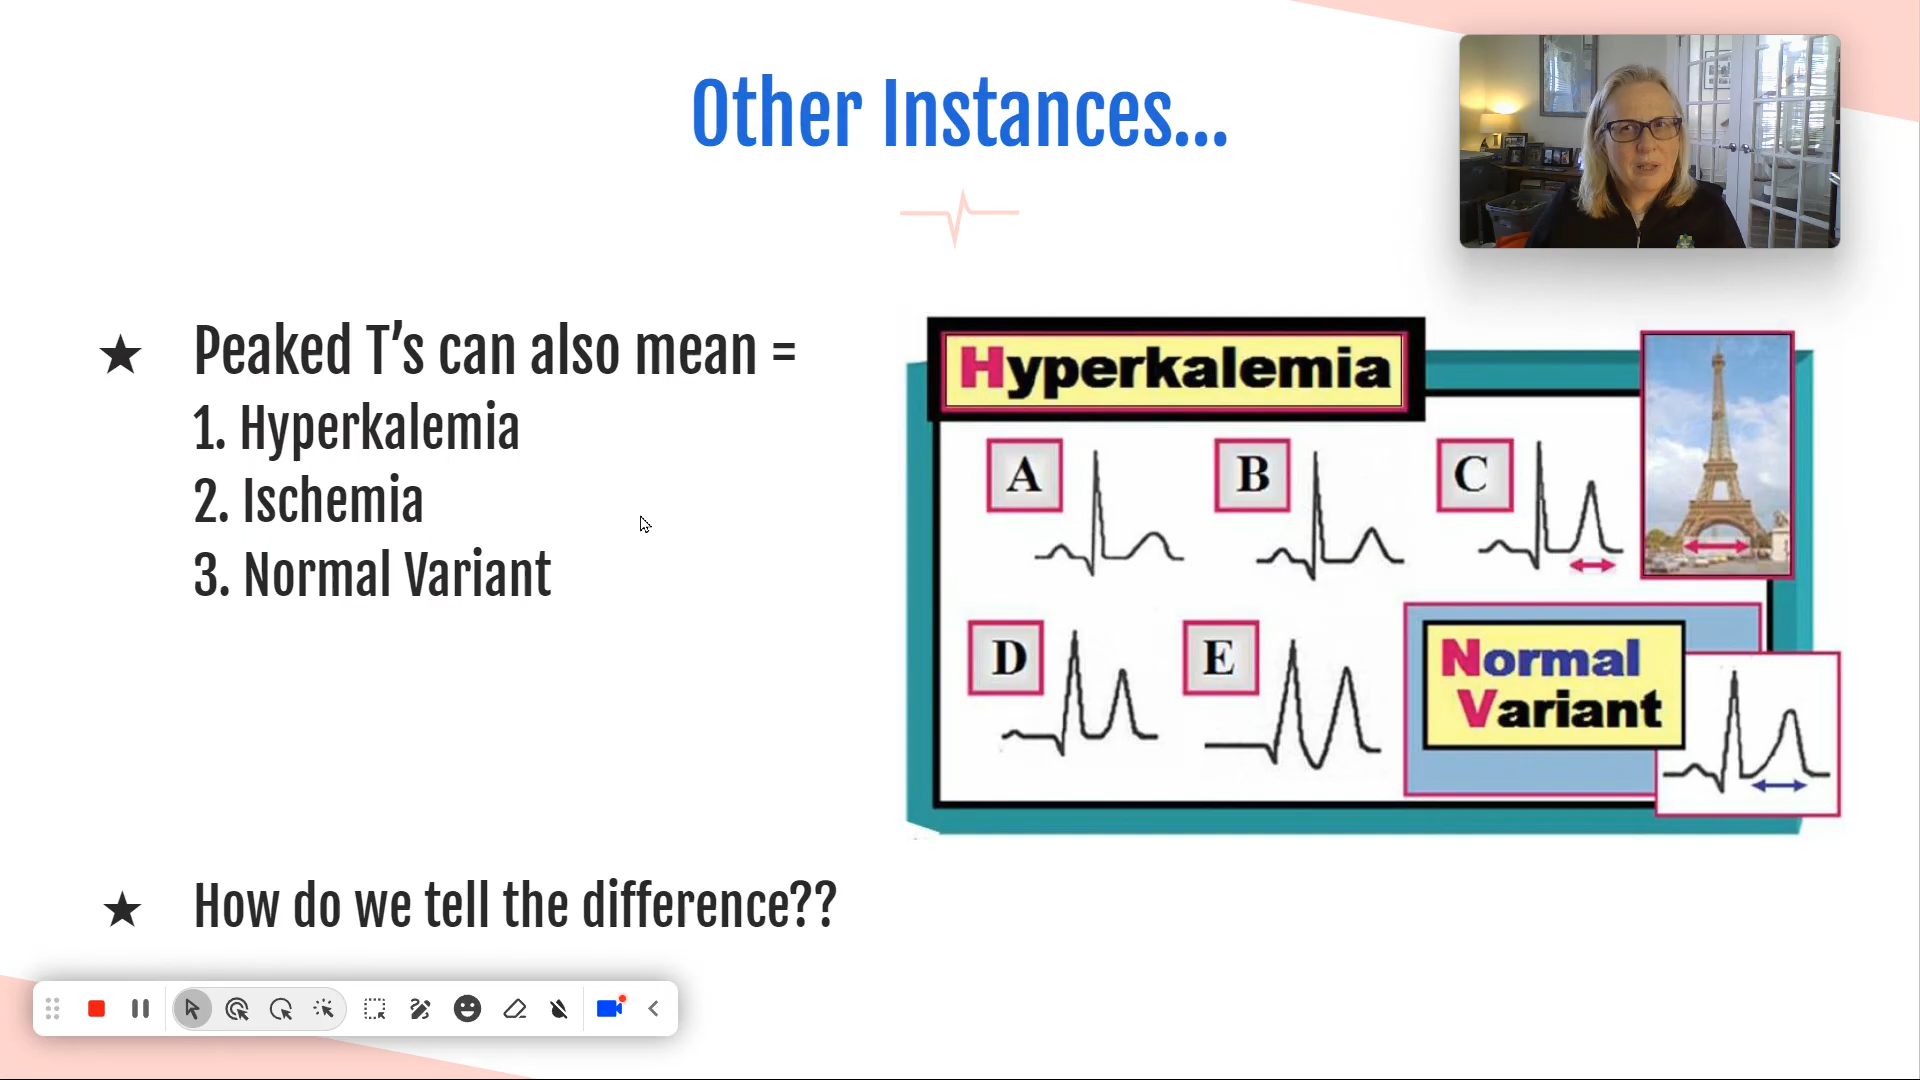 Other Instances...
★ Peaked T’s can also mean =
1. Hyperkalemia
2. Ischemia
3. Normal Variant
★ How do we tell the difference??
Hyperkalemia
A
B
C
D
E
Normal
Variant